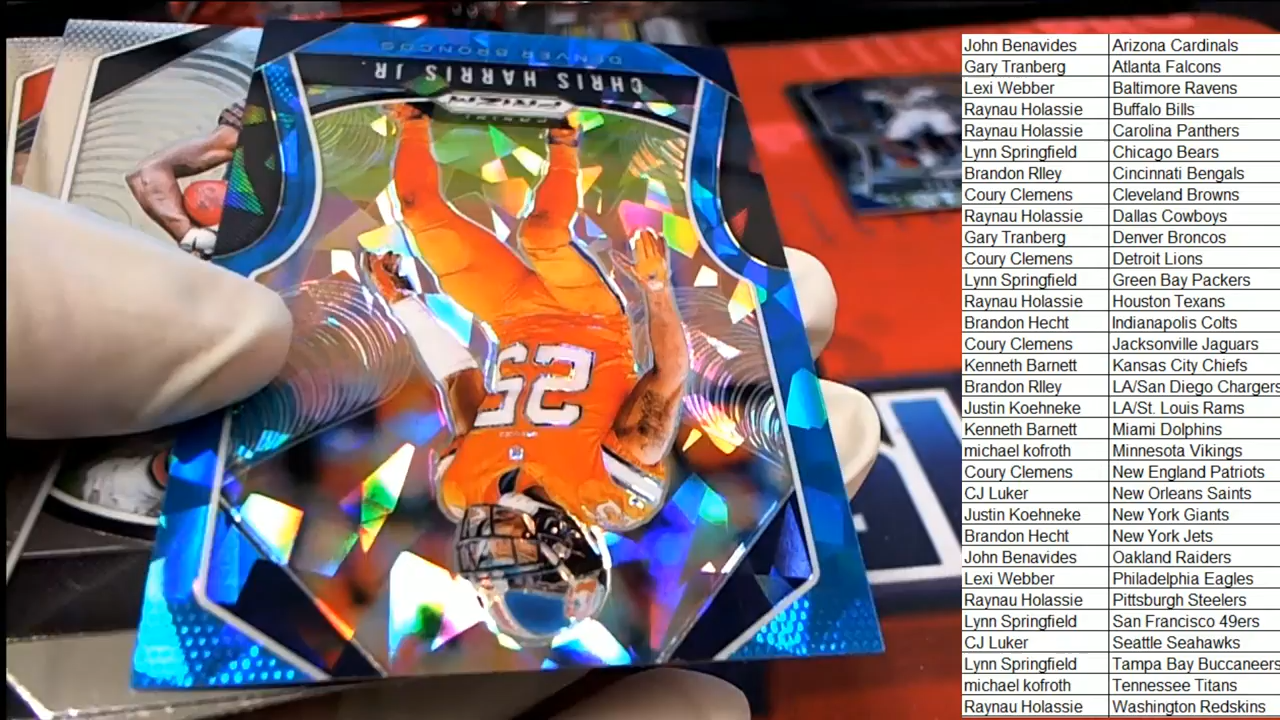 DENVER BRONCOS
CHRIS HARRIS JR.
PANINI
PRIZM
25
John Benavides Arizona Cardinals
Gary Tranberg Atlanta Falcons
Lexi Webber Baltimore Ravens
Raynau Holassie Buffalo Bills
Raynau Holassie Carolina Panthers
Lynn Springfield Chicago Bears
Brandon Rlley Cincinnati Bengals
Coury Clemens Cleveland Browns
Raynau Holassie Dallas Cowboys
Gary Tranberg Denver Broncos
Coury Clemens Detroit Lions
Lynn Springfield Green Bay Packers
Raynau Holassie Houston Texans
Brandon Hecht Indianapolis Colts
Coury Clemens Jacksonville Jaguars
Kenneth Barnett Kansas City Chiefs
Brandon Rlley LA/San Diego Chargers
Justin Koehneke LA/St. Louis Rams
Kenneth Barnett Miami Dolphins
michael kofroth Minnesota Vikings
Coury Clemens New England Patriots
CJ Luker New Orleans Saints
Justin Koehneke New York Giants
Brandon Hecht New York Jets
John Benavides Oakland Raiders
Lexi Webber Philadelphia Eagles
Raynau Holassie Pittsburgh Steelers
Lynn Springfield San Francisco 49ers
CJ Luker Seattle Seahawks
Lynn Springfield Tampa Bay Buccaneers
michael kofroth Tennessee Titans
Raynau Holassie Washington Redskins